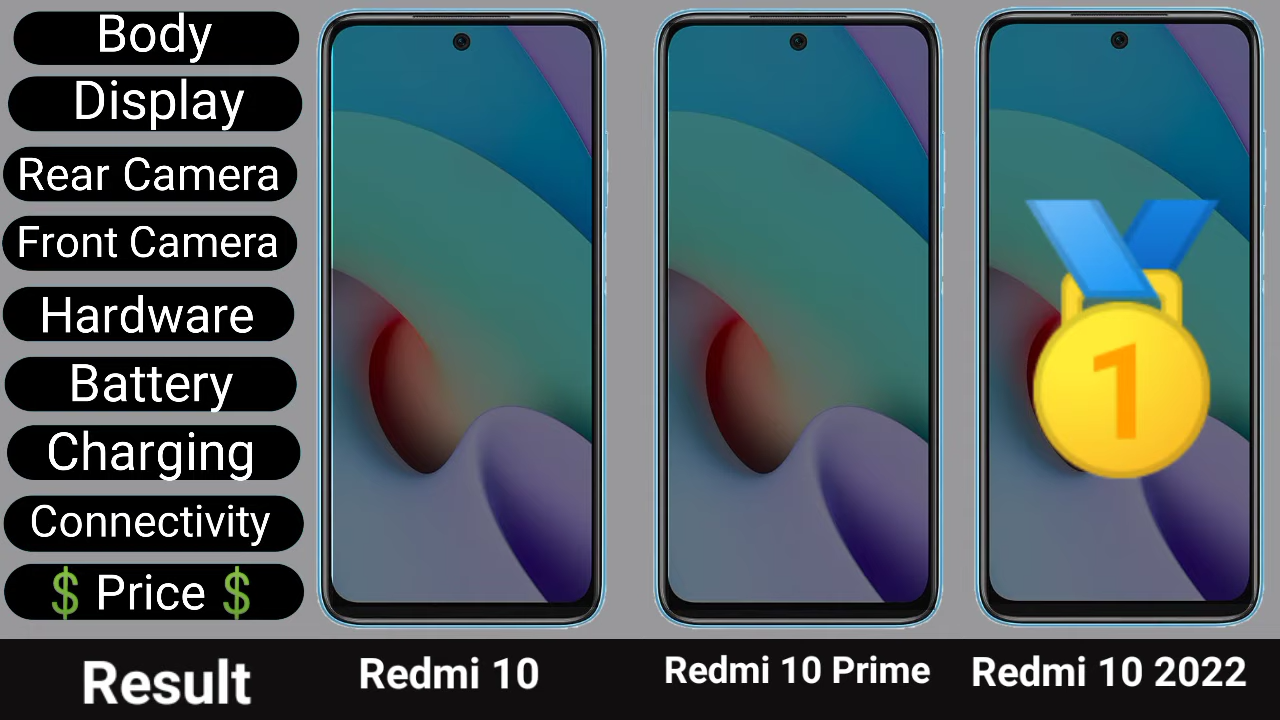 Body
Display
Rear Camera
Front Camera
Hardware
Battery
Charging
Connectivity
💲 Price 💲
1
Result
Redmi 10
Redmi 10 Prime
Redmi 10 2022